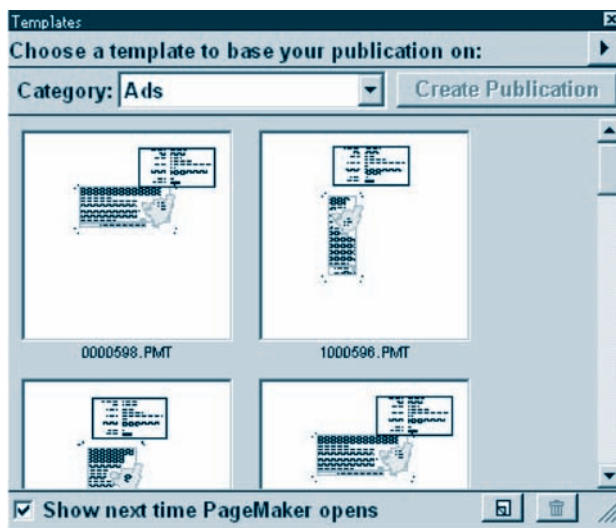 Templates
Choose a template to base your publication on:
Category: Ads Create Publication
0000598.PMT 1000596.PMT
Show next time PageMaker opens